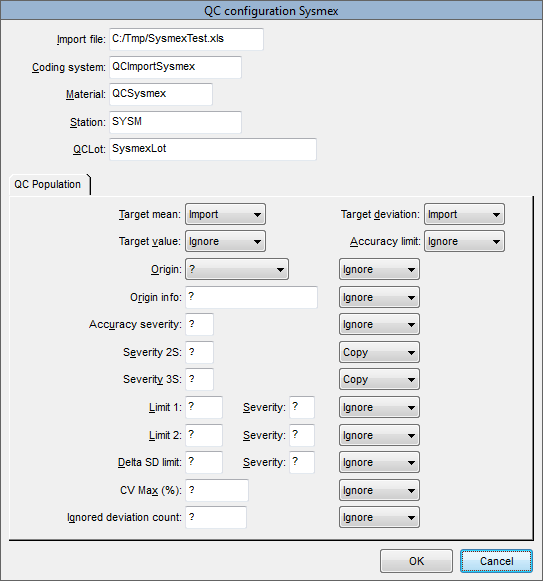 QC configuration Sysmex
Import file: C:/Tmp/SysmexTest.xls
Coding system: QCImportSysmex
Material: QCSysmex
Station: SYSM
QCLot: SysmexLot
QC Population
Target mean: Import Target deviation: Import
Target value: Ignore Accuracy limit: Ignore
Origin: ? Ignore
Origin info: ? Ignore
Accuracy severity: ? Ignore
Severity 2S: ? Copy
Severity 3S: ? Copy
Limit 1: ? Severity: ? Ignore
Limit 2: ? Severity: ? Ignore
Delta SD limit: ? Severity: ? Ignore
CV Max (%): ? Ignore
Ignored deviation count: ? Ignore
OK Cancel